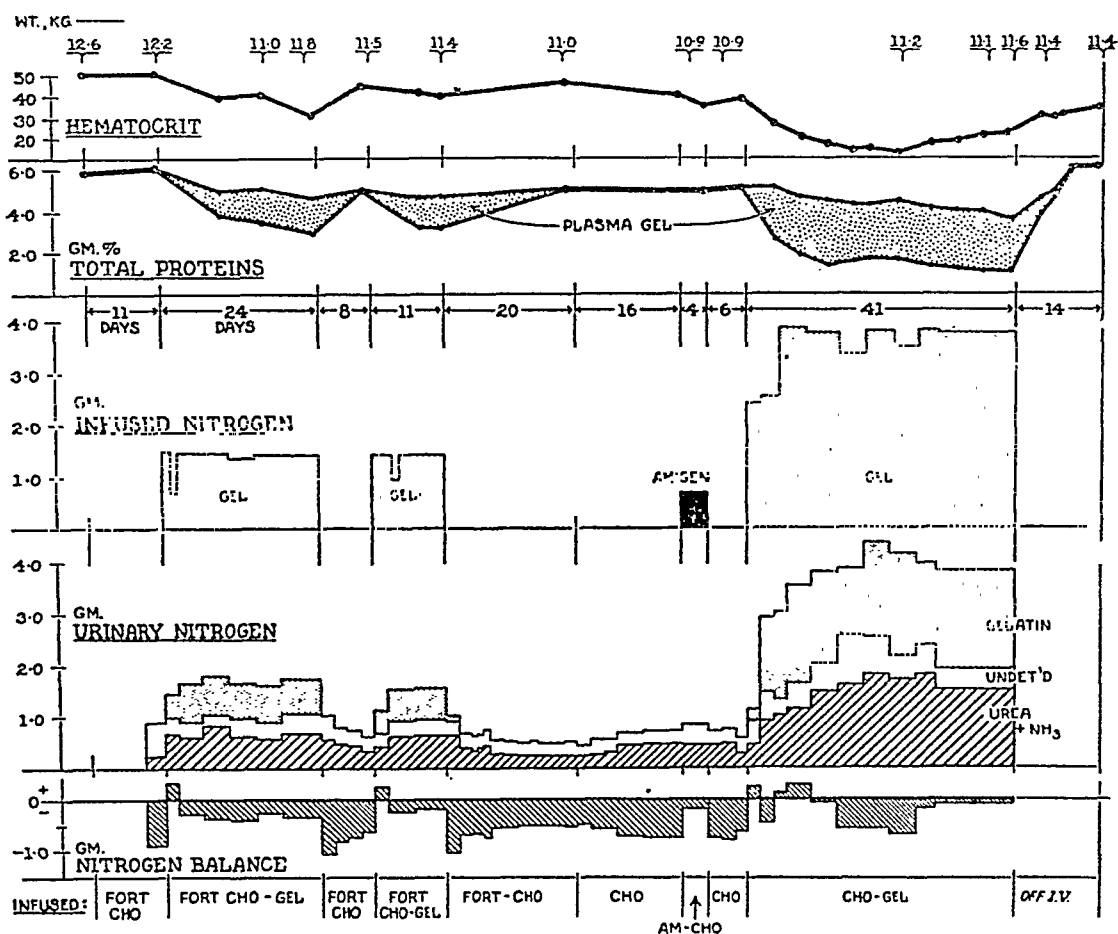 WT., KG
12·6 12·2 11·0 11·8 11·5 11·4 11·0 10·9 10·9 11·2 11·1 11·6 11·4 11·4
50
40
30
20
HEMATOCRIT
6·0
4·0
2·0
PLASMA GEL
GM.%
TOTAL PROTEINS
11 DAYS 24 DAYS 8 11 20 16 4 6 41 14
4·0
3·0
2·0
1·0
GM.
INFUSED NITROGEN
GEL GEL AMIGEN GEL
4·0
3·0
2·0
1·0
GM.
URINARY NITROGEN
GELATIN
UNDET'D
UREA
+ NH3
+
0
−
-1·0
GM.
NITROGEN BALANCE
INFUSED: FORT CHO FORT CHO-GEL FORT CHO FORT CHO-GEL FORT-CHO CHO CHO CHO-GEL OFF I.V.
AM-CHO